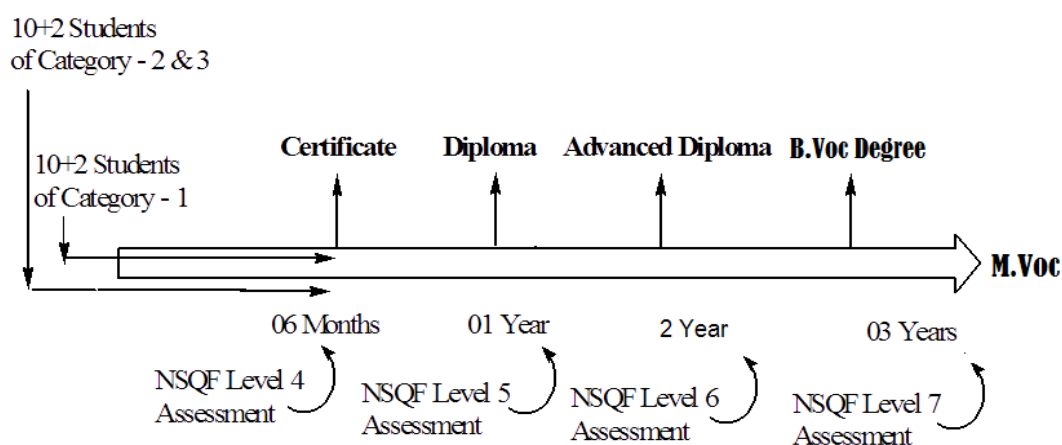 10+2 Students
of Category - 2 & 3
10+2 Students
of Category - 1
Certificate
Diploma
Advanced Diploma
B.Voc Degree
M.Voc
06 Months
01 Year
2 Year
03 Years
NSQF Level 4
Assessment
NSQF Level 5
Assessment
NSQF Level 6
Assessment
NSQF Level 7
Assessment